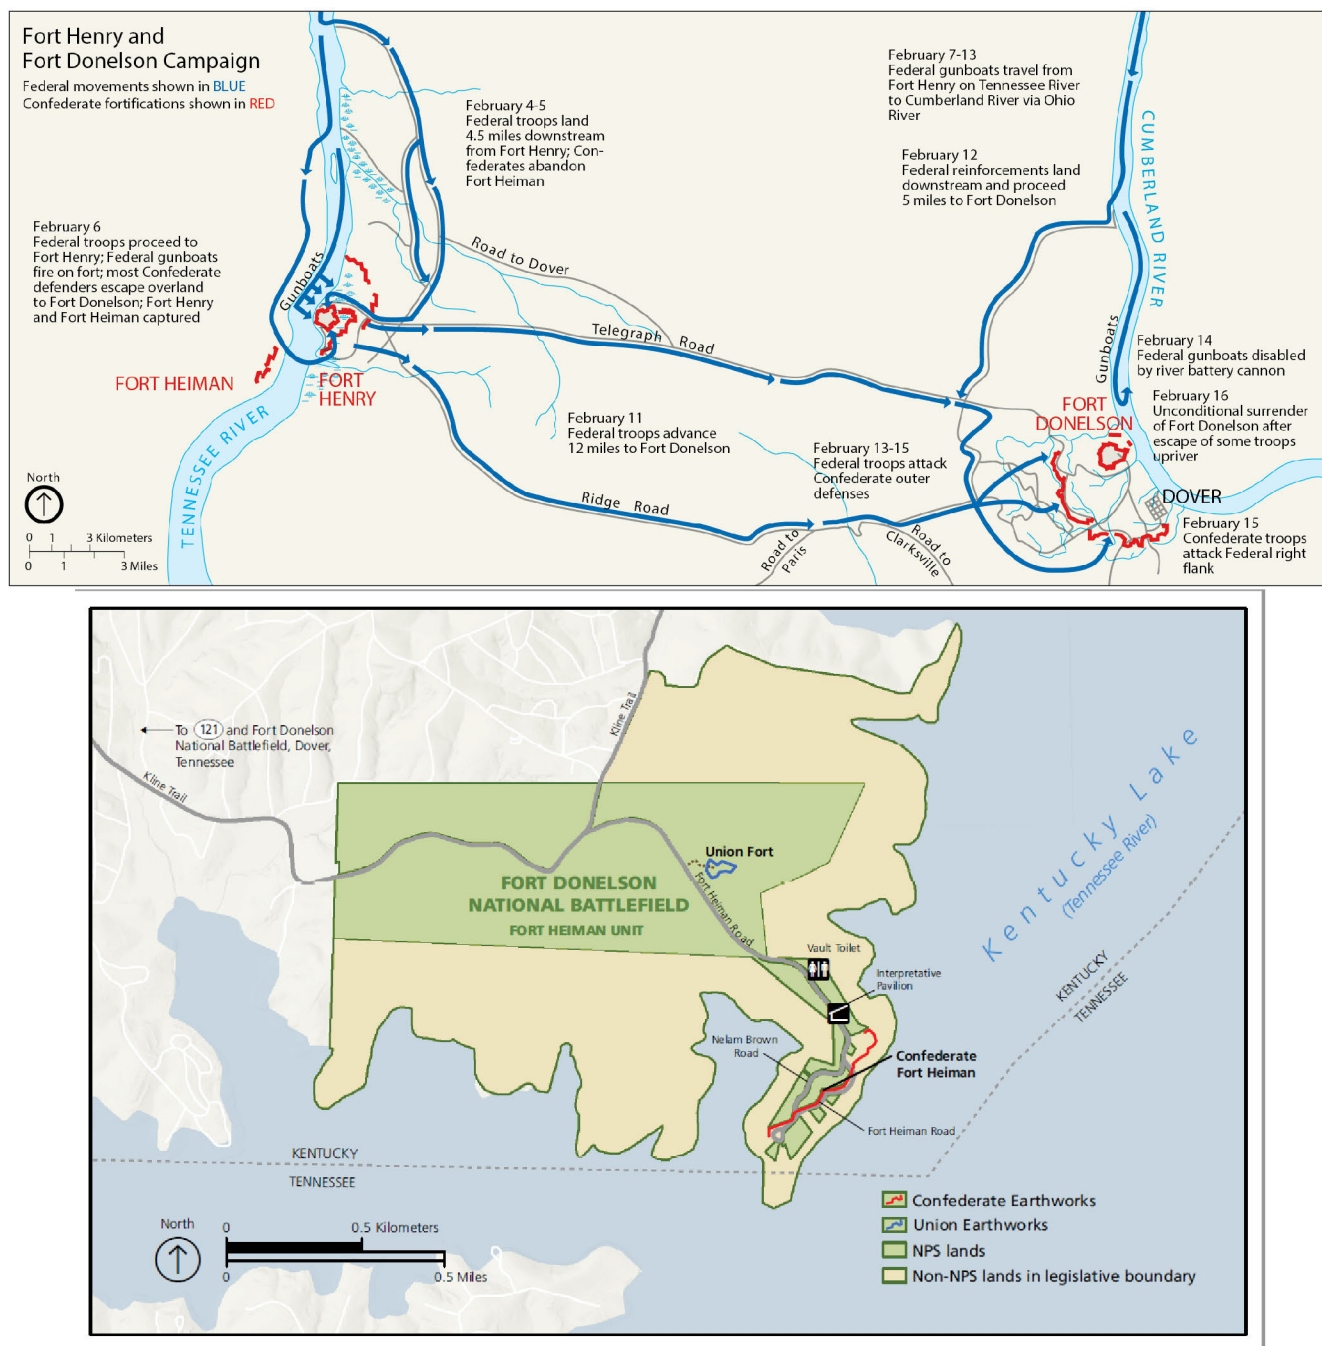 Fort Henry and
Fort Donelson Campaign
Federal movements shown in BLUE
Confederate fortifications shown in RED
February 4-5
Federal troops land
4.5 miles downstream
from Fort Henry; Con-
federates abandon
Fort Heiman
February 7-13
Federal gunboats travel from
Fort Henry on Tennessee River
to Cumberland River via Ohio
River
February 12
Federal reinforcements land
downstream and proceed
5 miles to Fort Donelson
CUMBERLAND RIVER
February 6
Federal troops proceed to
Fort Henry; Federal gunboats
fire on fort; most Confederate
defenders escape overland
to Fort Donelson; Fort Henry
and Fort Heiman captured
Gunboats
Road to Dover
Telegraph Road
Gunboats
February 14
Federal gunboats disabled
by river battery cannon
FORT HEIMAN
FORT
HENRY
TENNESSEE RIVER
February 11
Federal troops advance
12 miles to Fort Donelson
FORT
DONELSON
February 16
Unconditional surrender
of Fort Donelson after
escape of some troops
upriver
February 13-15
Federal troops attack
Confederate outer
defenses
Ridge Road
Road to
Paris
Road to
Clarksville
DOVER
February 15
Confederate troops
attack Federal right
flank
North
0 1 3 Kilometers
0 1 3 Miles
To 121 and Fort Donelson
National Battlefield, Dover,
Tennessee
Kline Trail
Kline Trail
Kentucky Lake
(Tennessee River)
Union Fort
FORT DONELSON
NATIONAL BATTLEFIELD
FORT HEIMAN UNIT
Fort Heiman Road
Vault Toilet
Interpretative
Pavilion
KENTUCKY
TENNESSEE
Nelam Brown
Road
Confederate
Fort Heiman
Fort Heiman Road
KENTUCKY
TENNESSEE
North
0 0.5 Kilometers
0 0.5 Miles
Confederate Earthworks
Union Earthworks
NPS lands
Non-NPS lands in legislative boundary